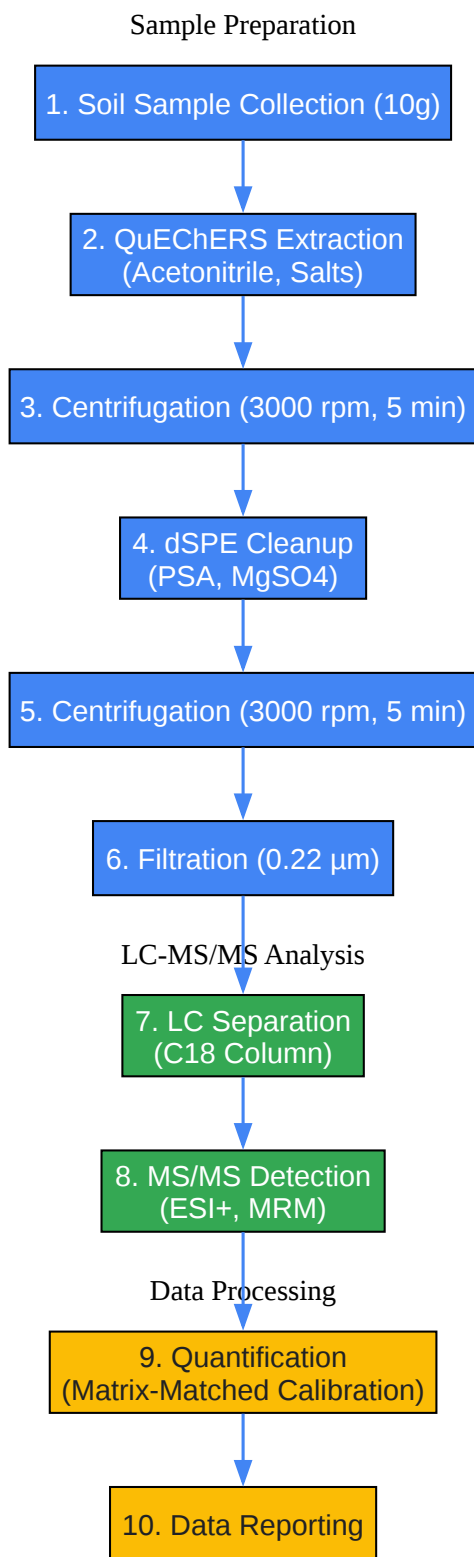 Sample Preparation
1. Soil Sample Collection (10g)
2. QuEChERS Extraction
(Acetonitrile, Salts)
3. Centrifugation (3000 rpm, 5 min)
4. dSPE Cleanup
(PSA, MgSO4)
5. Centrifugation (3000 rpm, 5 min)
6. Filtration (0.22 µm)
LC-MS/MS Analysis
7. LC Separation
(C18 Column)
8. MS/MS Detection
(ESI+, MRM)
Data Processing
9. Quantification
(Matrix-Matched Calibration)
10. Data Reporting